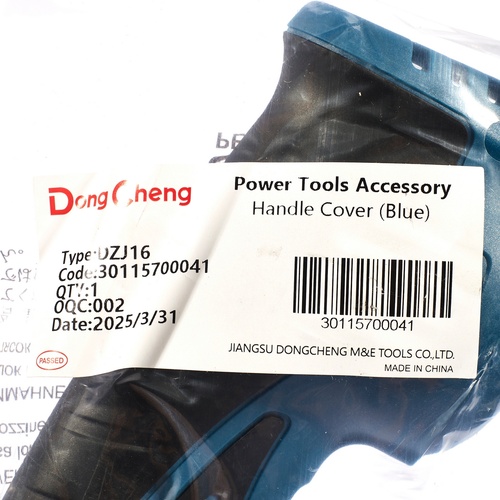 DongCheng
Power Tools Accessory
Handle Cover (Blue)
Type:DZJ16
Code:30115700041
QTY:1
OQC:002
Date:2025/3/31
PASSED
30115700041
JIANGSU DONGCHENG M&E TOOLS CO.,LTD.
MADE IN CHINA